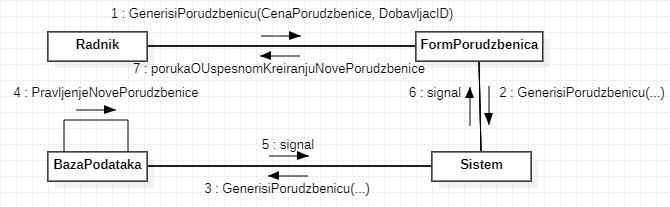 1 : GenerisiPorudzbenicu(CenaPorudzbenice, DobavljacID)
Radnik
FormPorudzbenica
7 : porukaOUspesnomKreiranjuNovePorudzbenice
4 : PravljenjeNovePorudzbenice
6 : signal
2 : GenerisiPorudzbenicu(...)
5 : signal
BazaPodataka
Sistem
3 : GenerisiPorudzbenicu(...)